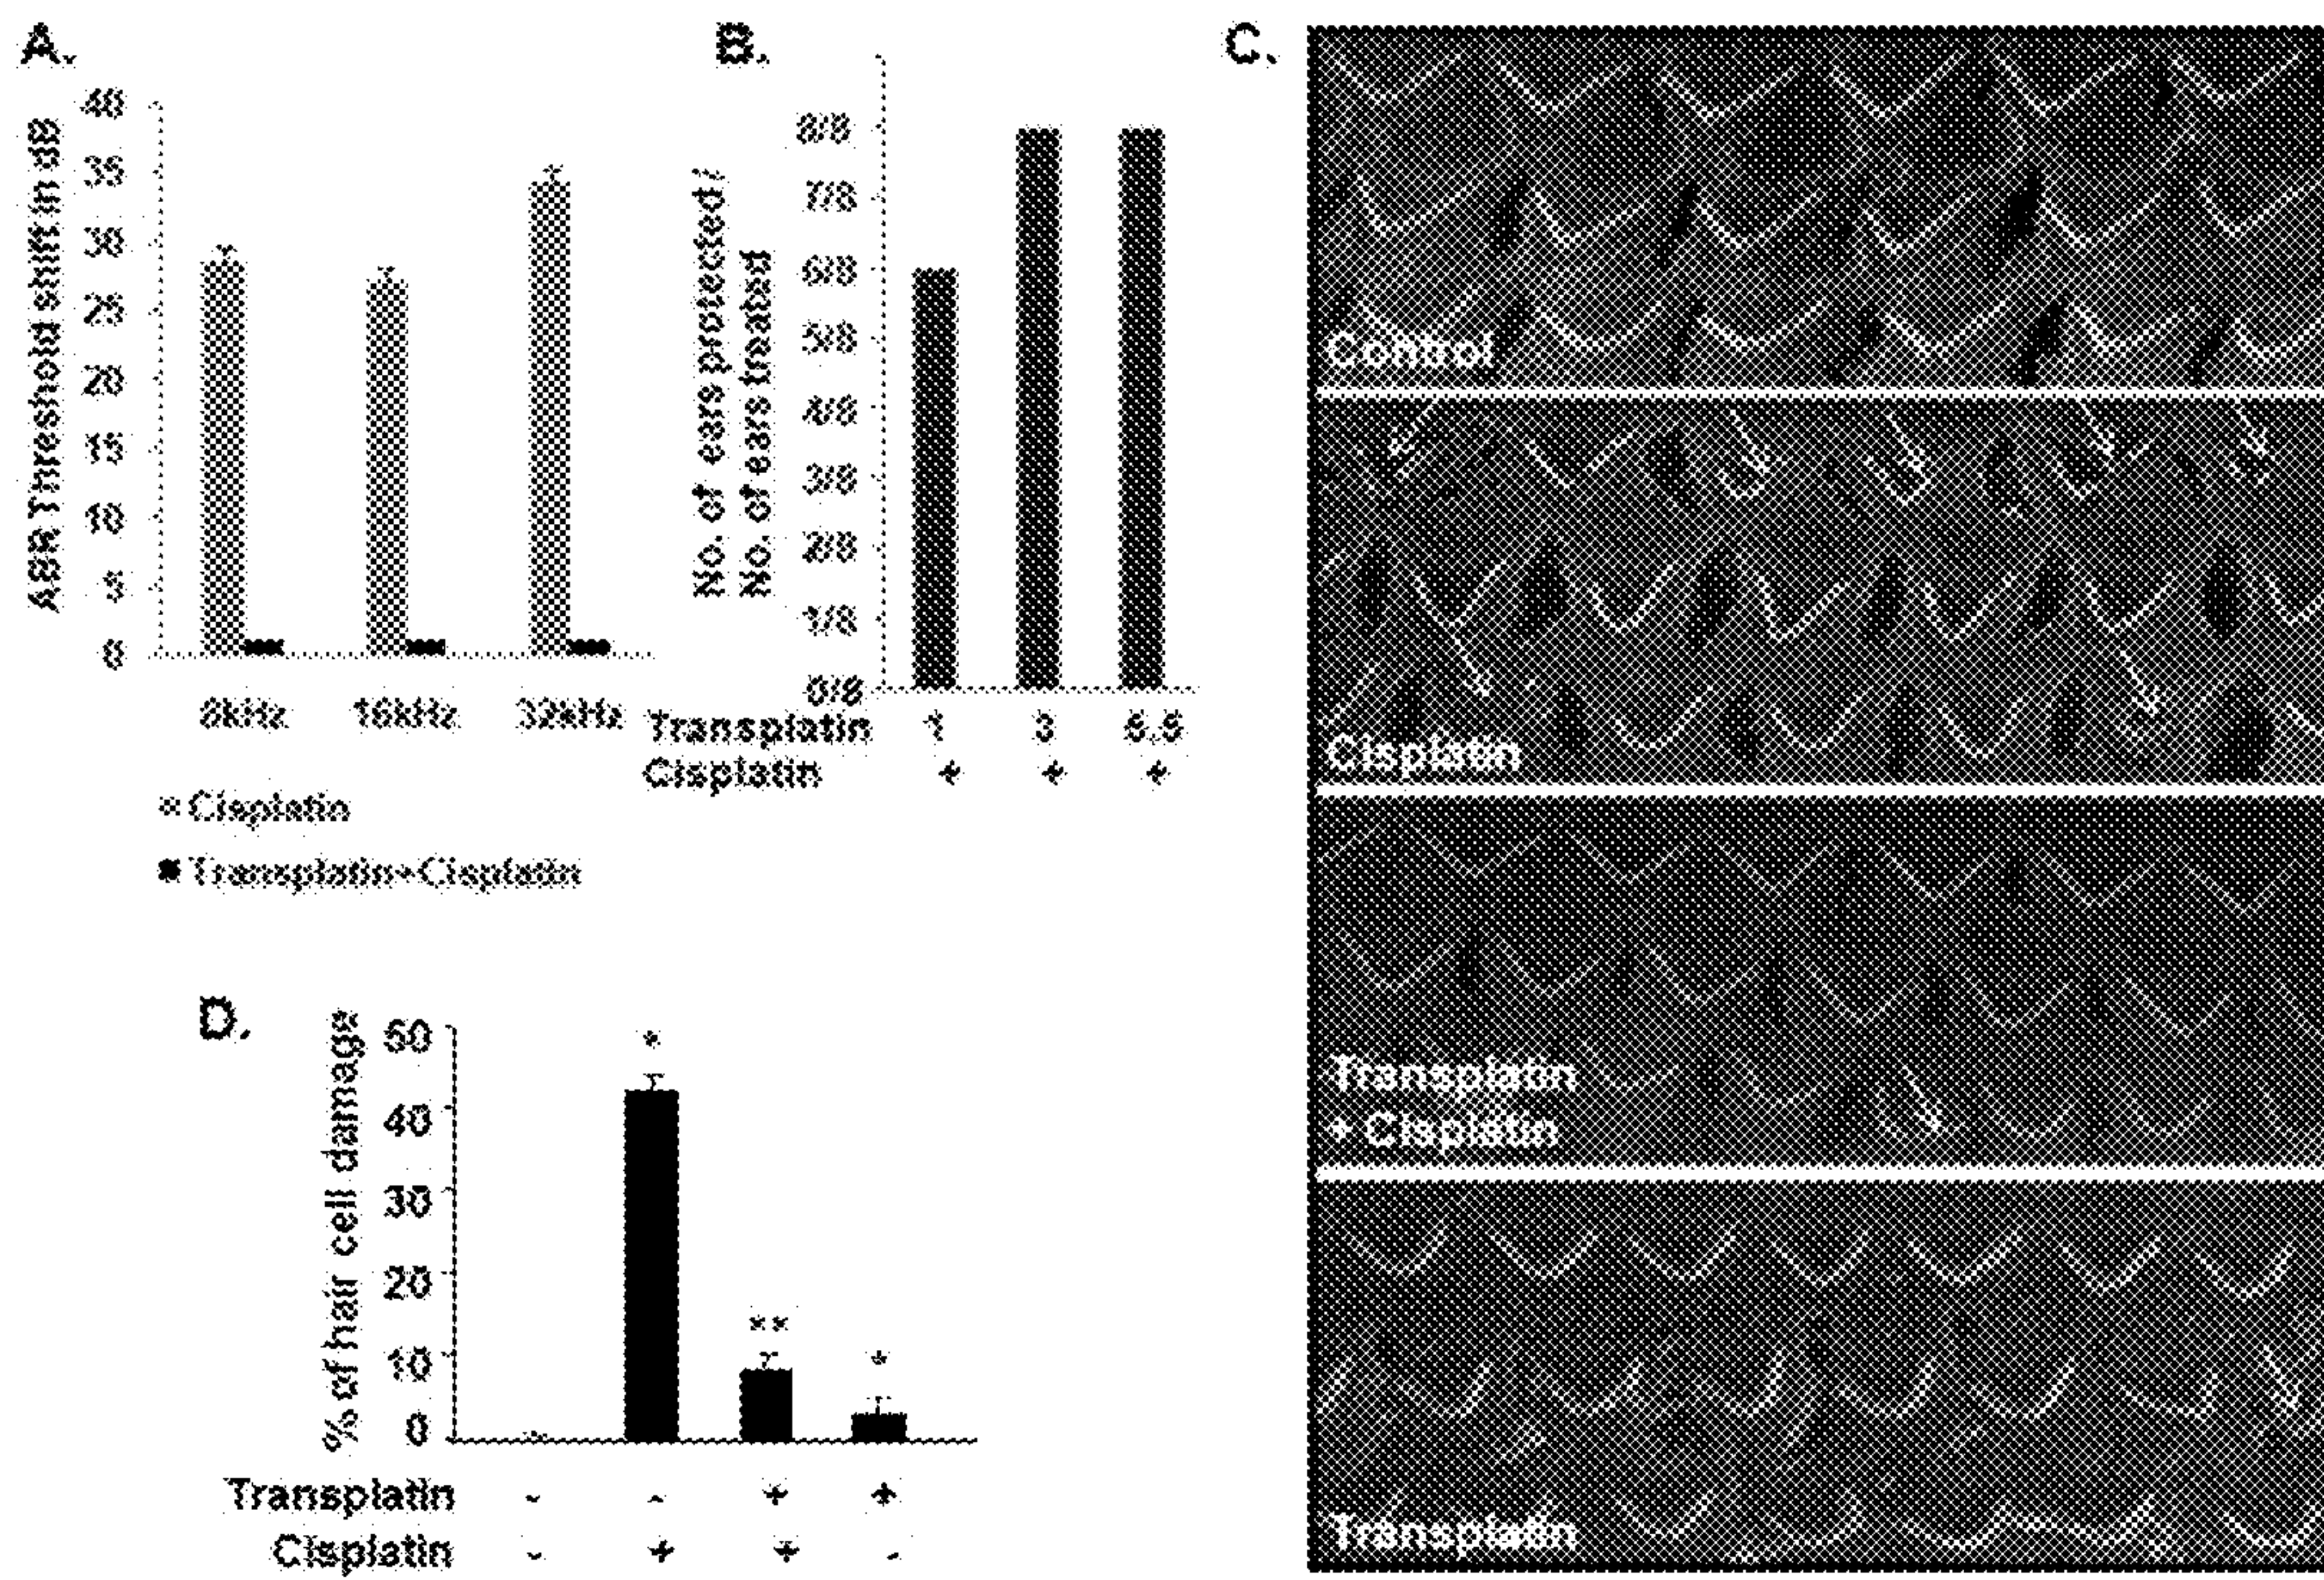 A.
ABR Threshold shift in dB
40
35
30
25
20
15
10
5
0
8kHz 16kHz 32kHz
Cisplatin
Transplatin+Cisplatin
B.
No. of ears protected/
No. of ears treated
8/8
7/8
6/8
5/8
4/8
3/8
2/8
1/8
0/8
Transplatin 1 3 5.5
Cisplatin + + +
C.
Control
Cisplatin
Transplatin
+ Cisplatin
Transplatin
D.
% of hair cell damage
50
40
30
20
10
0
*
**
*
Transplatin - - + +
Cisplatin - + + -